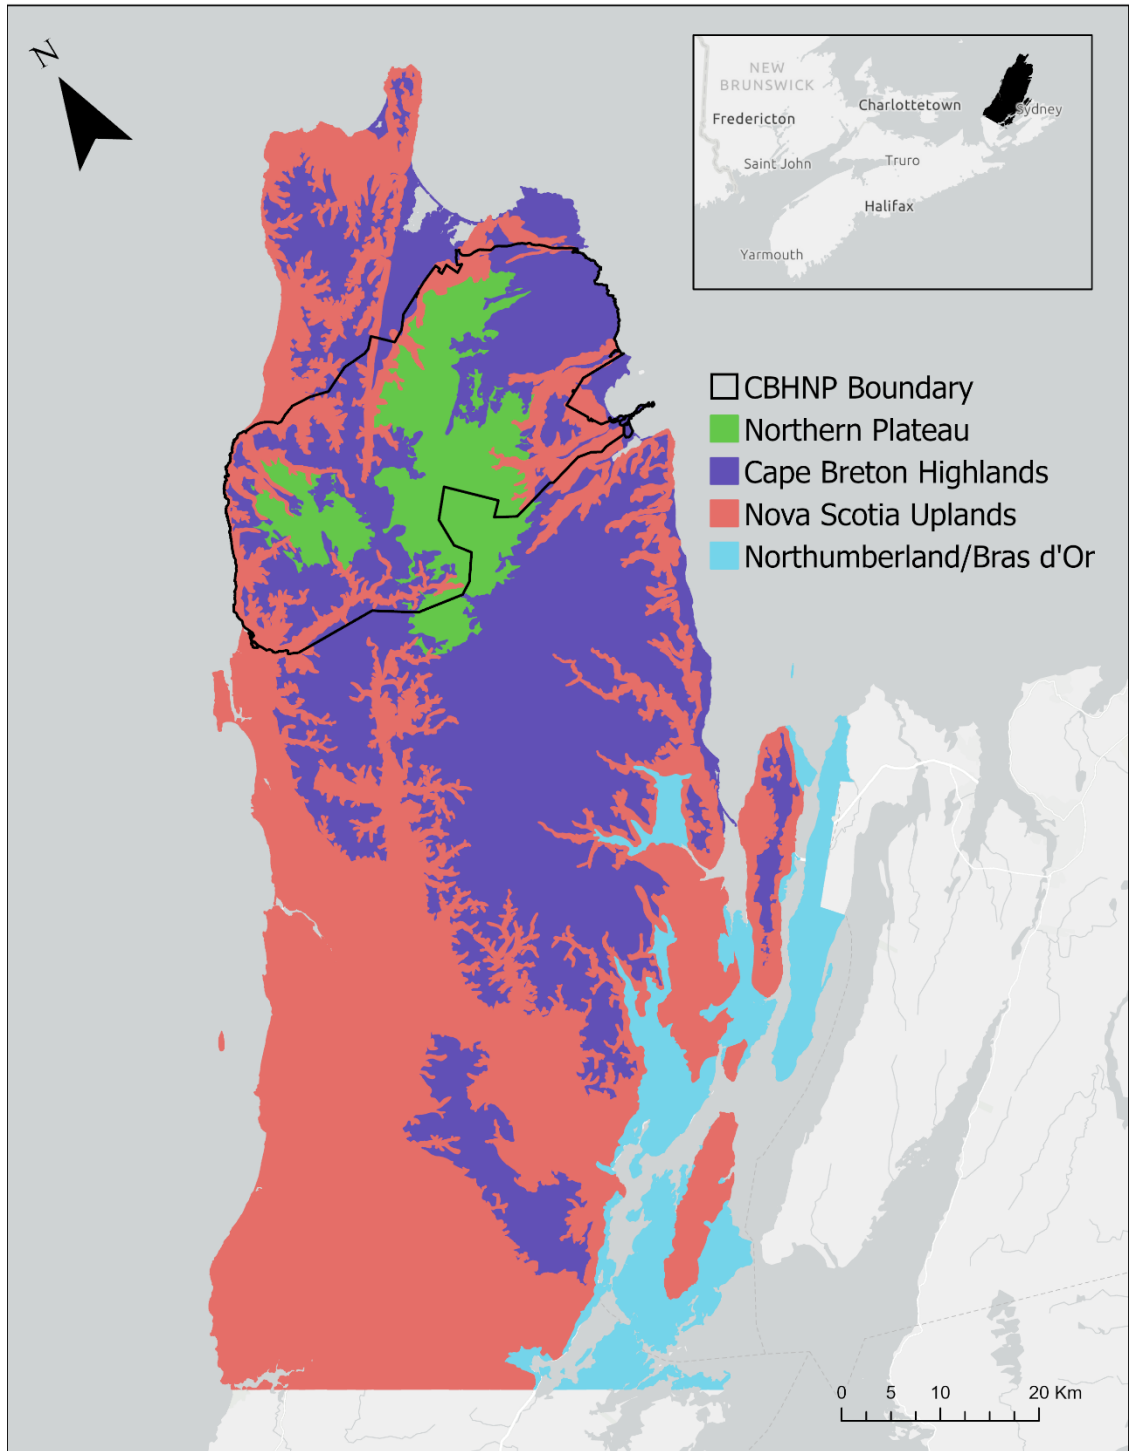 N
NEW
BRUNSWICK
Charlottetown
Sydney
Fredericton
Saint John
Truro
Halifax
Yarmouth
CBHNP Boundary
Northern Plateau
Cape Breton Highlands
Nova Scotia Uplands
Northumberland/Bras d'Or
0 5 10 20 Km